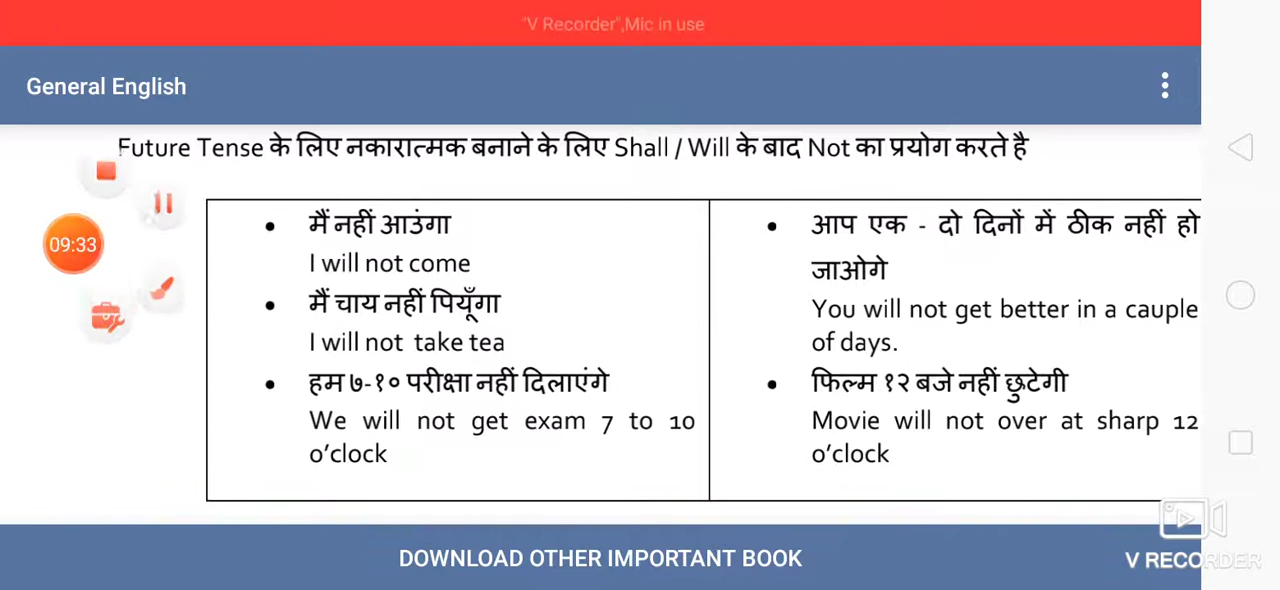 "V Recorder",Mic in use
General English
Future Tense के लिए नकारात्मक बनाने के लिए Shall / Will के बाद Not का प्रयोग करते है
09:33
• मैं नहीं आउंगा
I will not come
• मैं चाय नहीं पियूँगा
I will not take tea
• हम ७-१० परीक्षा नहीं दिलाएंगे
We will not get exam 7 to 10
o'clock
• आप एक - दो दिनों में ठीक नहीं हो
जाओगे
You will not get better in a cauple
of days.
• फिल्म १२ बजे नहीं छुटेगी
Movie will not over at sharp 12
o'clock
DOWNLOAD OTHER IMPORTANT BOOK
V RECORDER